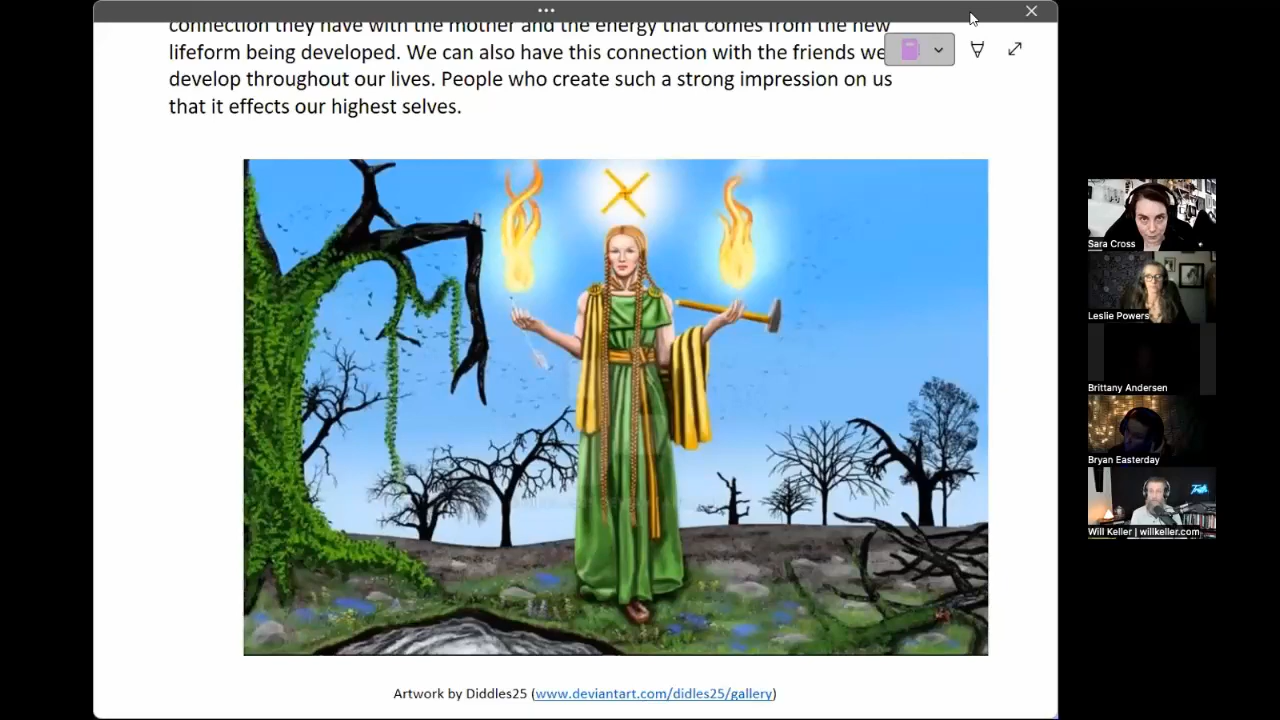 connection they have with the mother and the energy that comes from the new
lifeform being developed. We can also have this connection with the friends we
develop throughout our lives. People who create such a strong impression on us
that it effects our highest selves.
Artwork by Diddles25 (www.deviantart.com/didles25/gallery)
Sara Cross
Leslie Powers
Brittany Andersen
Bryan Easterday
Will Keller | willkeller.com